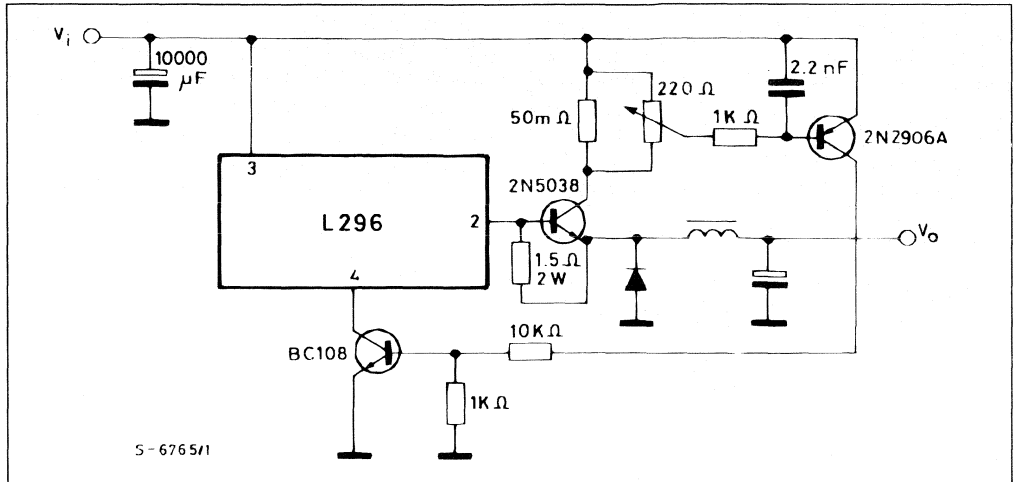 Vi
10000
µF
2.2 nF
220 Ω
50m Ω
1K Ω
2N2906A
3
2N5038
L296
2
Vo
1.5 Ω
2 W
4
10K Ω
BC108
1K Ω
S-6765/1